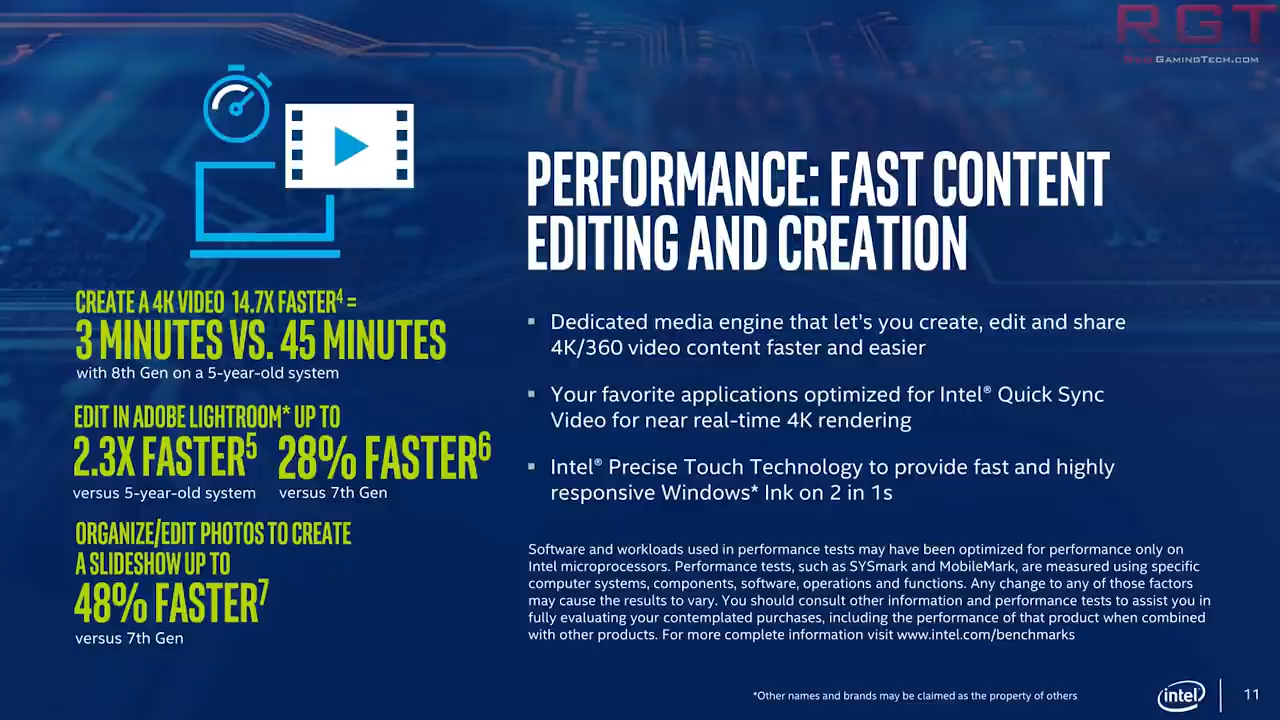 RGT
REDGAMINGTECH.COM
PERFORMANCE: FAST CONTENT
EDITING AND CREATION
CREATE A 4K VIDEO 14.7X FASTER⁴ =
3 MINUTES VS. 45 MINUTES
with 8th Gen on a 5-year-old system
EDIT IN ADOBE LIGHTROOM* UP TO
2.3X FASTER⁵ 28% FASTER⁶
versus 5-year-old system versus 7th Gen
ORGANIZE/EDIT PHOTOS TO CREATE
A SLIDESHOW UP TO
48% FASTER⁷
versus 7th Gen
▪ Dedicated media engine that let's you create, edit and share
4K/360 video content faster and easier
▪ Your favorite applications optimized for Intel® Quick Sync
Video for near real-time 4K rendering
▪ Intel® Precise Touch Technology to provide fast and highly
responsive Windows* Ink on 2 in 1s
Software and workloads used in performance tests may have been optimized for performance only on
Intel microprocessors. Performance tests, such as SYSmark and MobileMark, are measured using specific
computer systems, components, software, operations and functions. Any change to any of those factors
may cause the results to vary. You should consult other information and performance tests to assist you in
fully evaluating your contemplated purchases, including the performance of that product when combined
with other products. For more complete information visit www.intel.com/benchmarks
*Other names and brands may be claimed as the property of others
intel
11